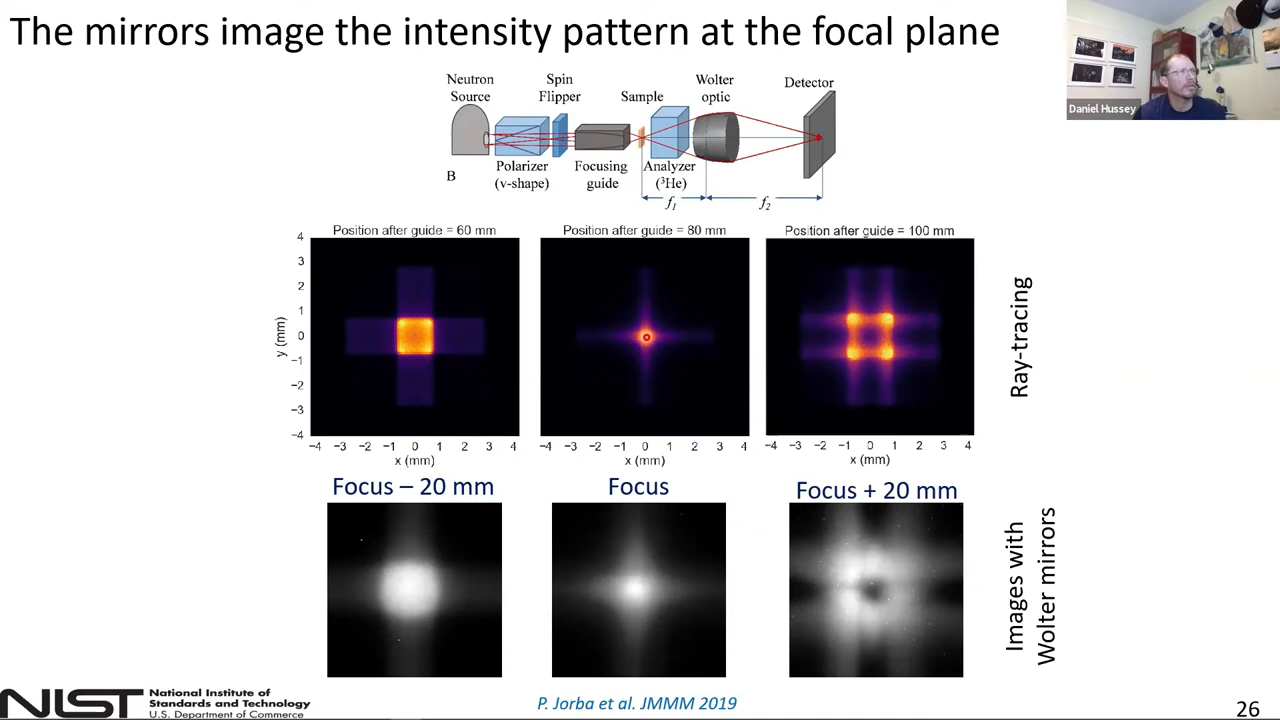 The mirrors image the intensity pattern at the focal plane
Daniel Hussey
Neutron
Source
Spin
Flipper
Sample
Wolter
optic
Detector
Polarizer
(v-shape)
Focusing
guide
Analyzer
(³He)
B
f₁
f₂
Position after guide = 60 mm
Position after guide = 80 mm
Position after guide = 100 mm
4
3
2
1
0
−1
−2
−3
−4
y (mm)
−4 −3 −2 −1 0 1 2 3 4
−4 −3 −2 −1 0 1 2 3 4
−4 −3 −2 −1 0 1 2 3 4
x (mm)
x (mm)
x (mm)
Ray-tracing
Focus – 20 mm
Focus
Focus + 20 mm
Images with
Wolter mirrors
NIST
National Institute of
Standards and Technology
U.S. Department of Commerce
P. Jorba et al. JMMM 2019
26